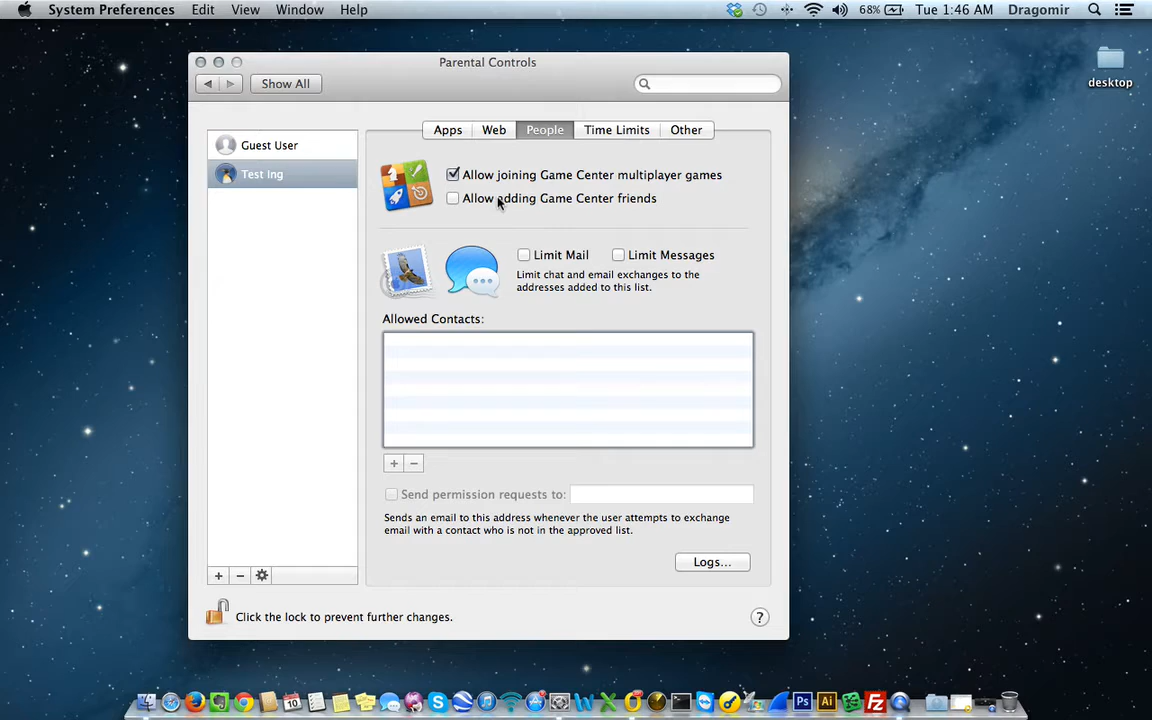 System Preferences Edit View Window Help 68% Tue 1:46 AM Dragomir
Parental Controls
Show All
desktop
Guest User
Test Ing
Apps Web People Time Limits Other
Allow joining Game Center multiplayer games
Allow adding Game Center friends
Limit Mail Limit Messages
Limit chat and email exchanges to the
addresses added to this list.
Allowed Contacts:
+ −
Send permission requests to:
Sends an email to this address whenever the user attempts to exchange
email with a contact who is not in the approved list.
Logs...
+ −
Click the lock to prevent further changes. ?
10 Ps Ai Fz